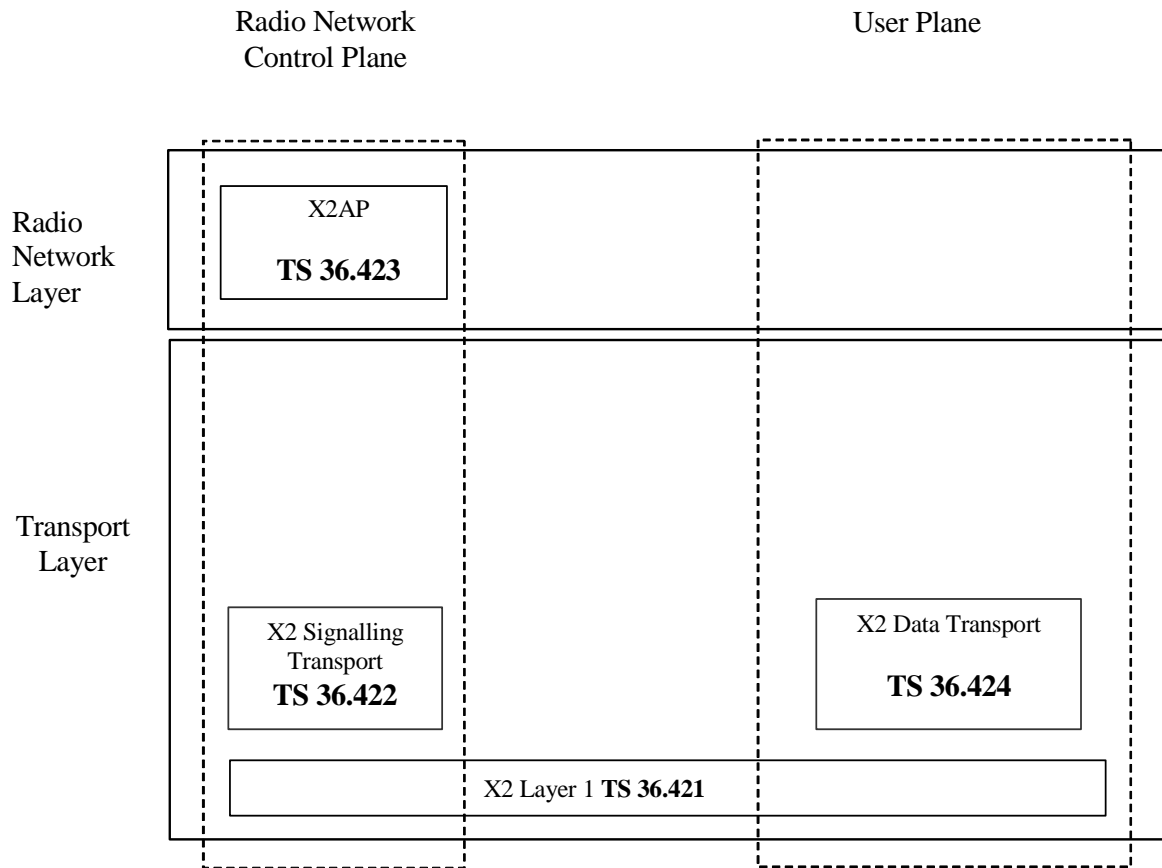 Radio Network
Control Plane
User Plane
Radio
Network
Layer
X2AP
TS 36.423
Transport
Layer
X2 Signalling
Transport
TS 36.422
X2 Data Transport
TS 36.424
X2 Layer 1 TS 36.421